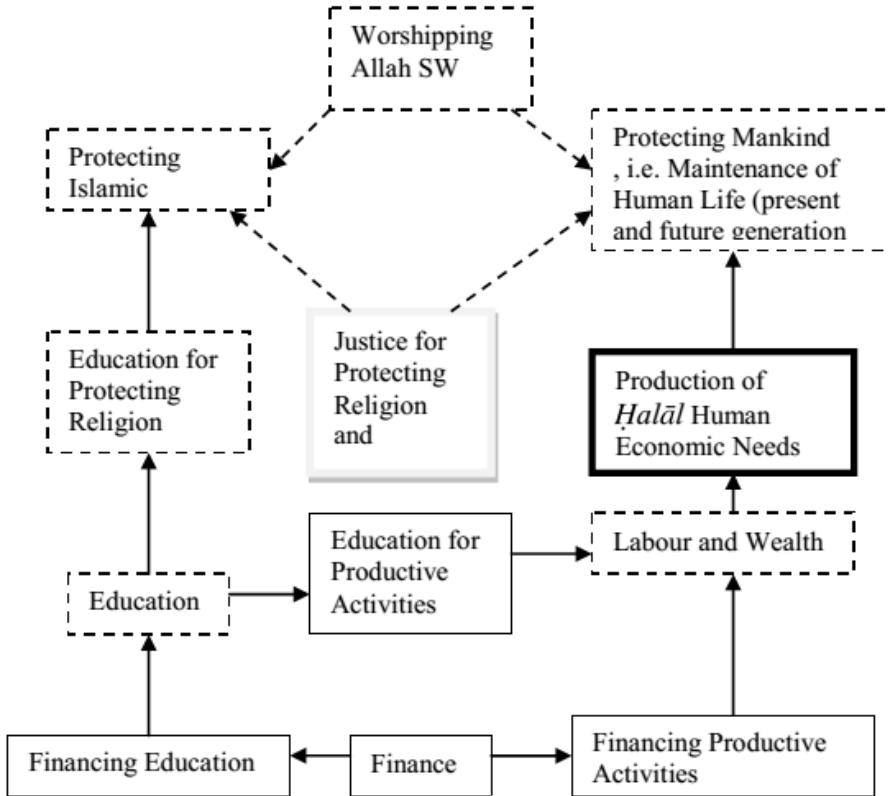 Worshipping
Allah SW
Protecting
Islamic
Protecting Mankind
, i.e. Maintenance of
Human Life (present
and future generation
Education for
Protecting
Religion
Justice for
Protecting
Religion
and
Production of
Ḥalāl Human
Economic Needs
Education for
Productive
Activities
Labour and Wealth
Education
Financing Education
Finance
Financing Productive
Activities